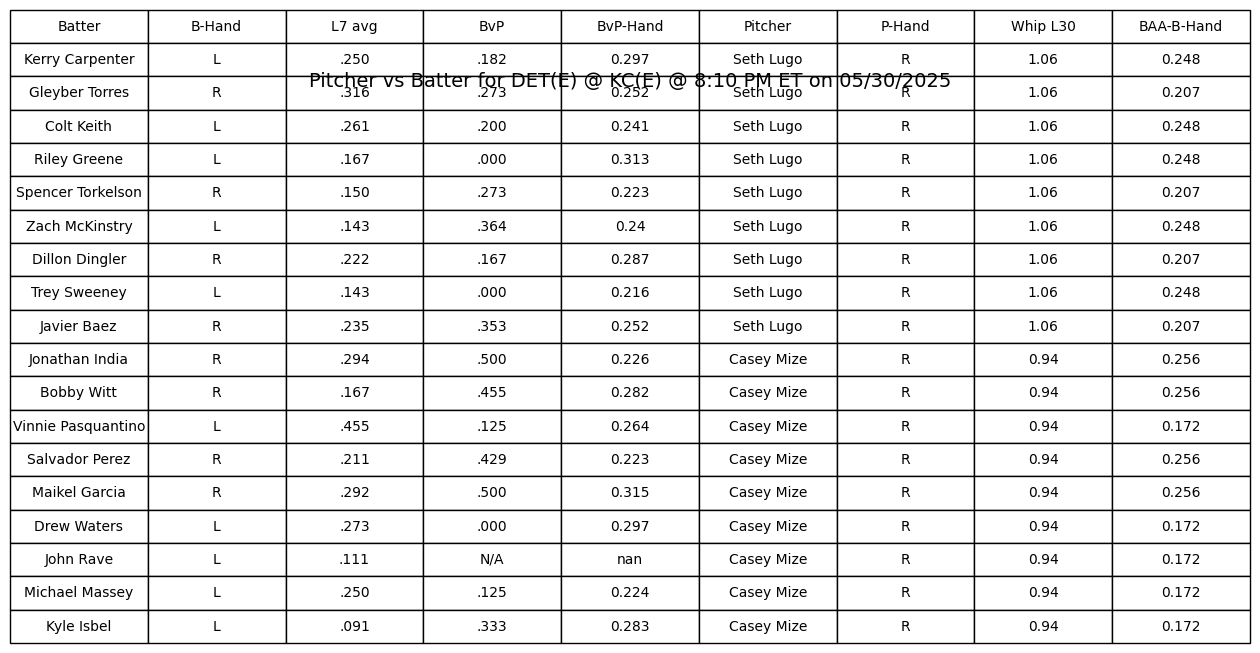 Batter B-Hand L7 avg BvP BvP-Hand Pitcher P-Hand Whip L30 BAA-B-Hand
Kerry Carpenter L .250 .182 0.297 Seth Lugo R 1.06 0.248
Pitcher vs Batter for DET(E) @ KC(E) @ 8:10 PM ET on 05/30/2025
Gleyber Torres R .316 .273 0.252 Seth Lugo R 1.06 0.207
Colt Keith L .261 .200 0.241 Seth Lugo R 1.06 0.248
Riley Greene L .167 .000 0.313 Seth Lugo R 1.06 0.248
Spencer Torkelson R .150 .273 0.223 Seth Lugo R 1.06 0.207
Zach McKinstry L .143 .364 0.24 Seth Lugo R 1.06 0.248
Dillon Dingler R .222 .167 0.287 Seth Lugo R 1.06 0.207
Trey Sweeney L .143 .000 0.216 Seth Lugo R 1.06 0.248
Javier Baez R .235 .353 0.252 Seth Lugo R 1.06 0.207
Jonathan India R .294 .500 0.226 Casey Mize R 0.94 0.256
Bobby Witt R .167 .455 0.282 Casey Mize R 0.94 0.256
Vinnie Pasquantino L .455 .125 0.264 Casey Mize R 0.94 0.172
Salvador Perez R .211 .429 0.223 Casey Mize R 0.94 0.256
Maikel Garcia R .292 .500 0.315 Casey Mize R 0.94 0.256
Drew Waters L .273 .000 0.297 Casey Mize R 0.94 0.172
John Rave L .111 N/A nan Casey Mize R 0.94 0.172
Michael Massey L .250 .125 0.224 Casey Mize R 0.94 0.172
Kyle Isbel L .091 .333 0.283 Casey Mize R 0.94 0.172